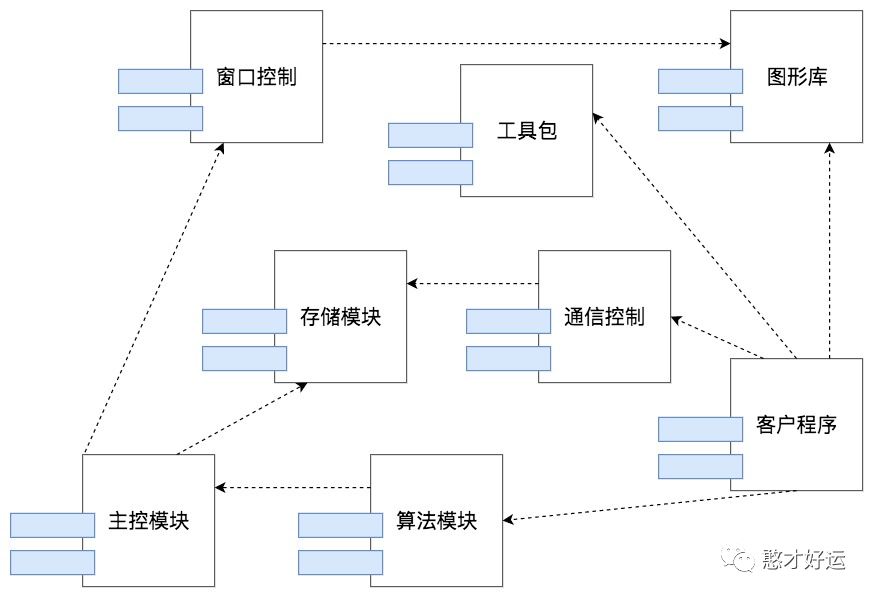 窗口控制
图形库
工具包
存储模块
通信控制
客户程序
主控模块
算法模块
憨才好运